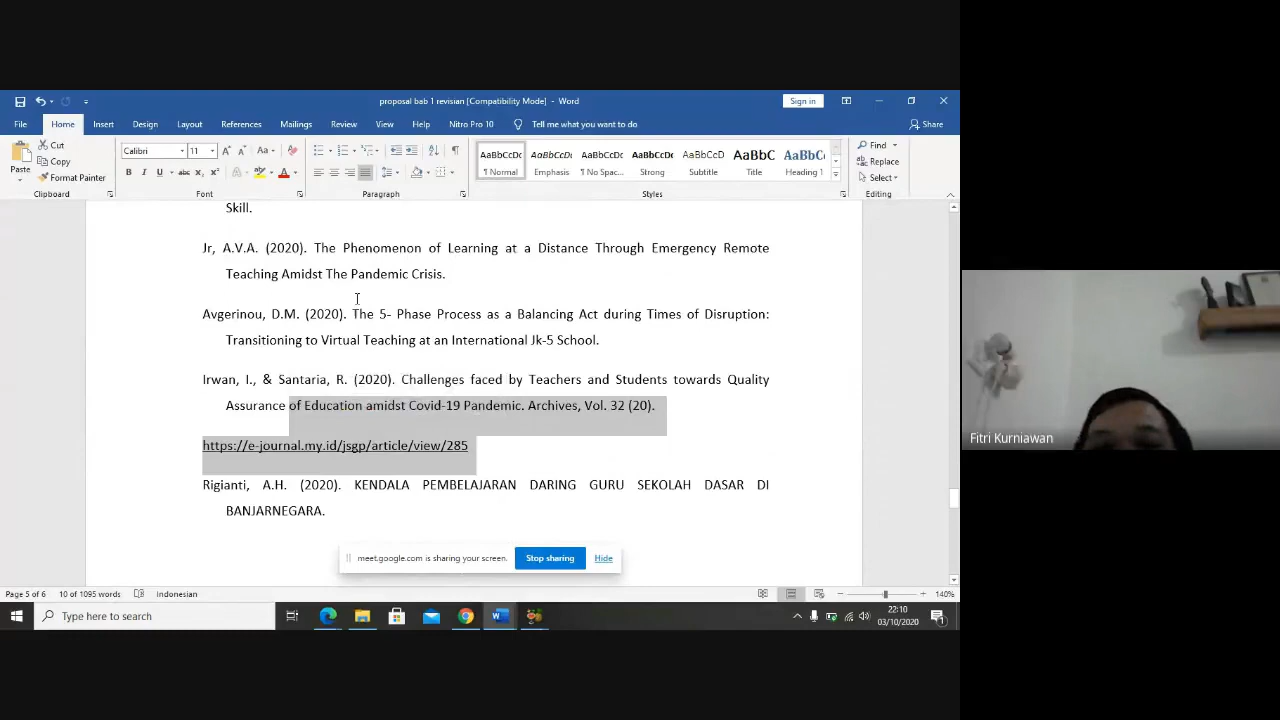 proposal bab 1 revisian [Compatibility Mode] - Word
Sign in
File Home Insert Design Layout References Mailings Review View Help Nitro Pro 10 Tell me what you want to do Share
Paste
Cut
Copy
Format Painter
Clipboard
Calibri 11
Font
Paragraph
AaBbCcDc AaBbCcDc AaBbCcDc AaBbCcDc AaBbCcD AaBbC AaBbCc
¶ Normal Emphasis ¶ No Spac... Strong Subtitle Title Heading 1
Styles
Find
Replace
Select
Editing
Skill.
Jr, A.V.A. (2020). The Phenomenon of Learning at a Distance Through Emergency Remote
Teaching Amidst The Pandemic Crisis.
Avgerinou, D.M. (2020). The 5- Phase Process as a Balancing Act during Times of Disruption:
Transitioning to Virtual Teaching at an International Jk-5 School.
Irwan, I., & Santaria, R. (2020). Challenges faced by Teachers and Students towards Quality
Assurance of Education amidst Covid-19 Pandemic. Archives, Vol. 32 (20).
https://e-journal.my.id/jsgp/article/view/285
Rigianti, A.H. (2020). KENDALA PEMBELAJARAN DARING GURU SEKOLAH DASAR DI
BANJARNEGARA.
meet.google.com is sharing your screen. Stop sharing Hide
Page 5 of 6 10 of 1095 words Indonesian 140%
Type here to search
22:10
03/10/2020
Fitri Kurniawan